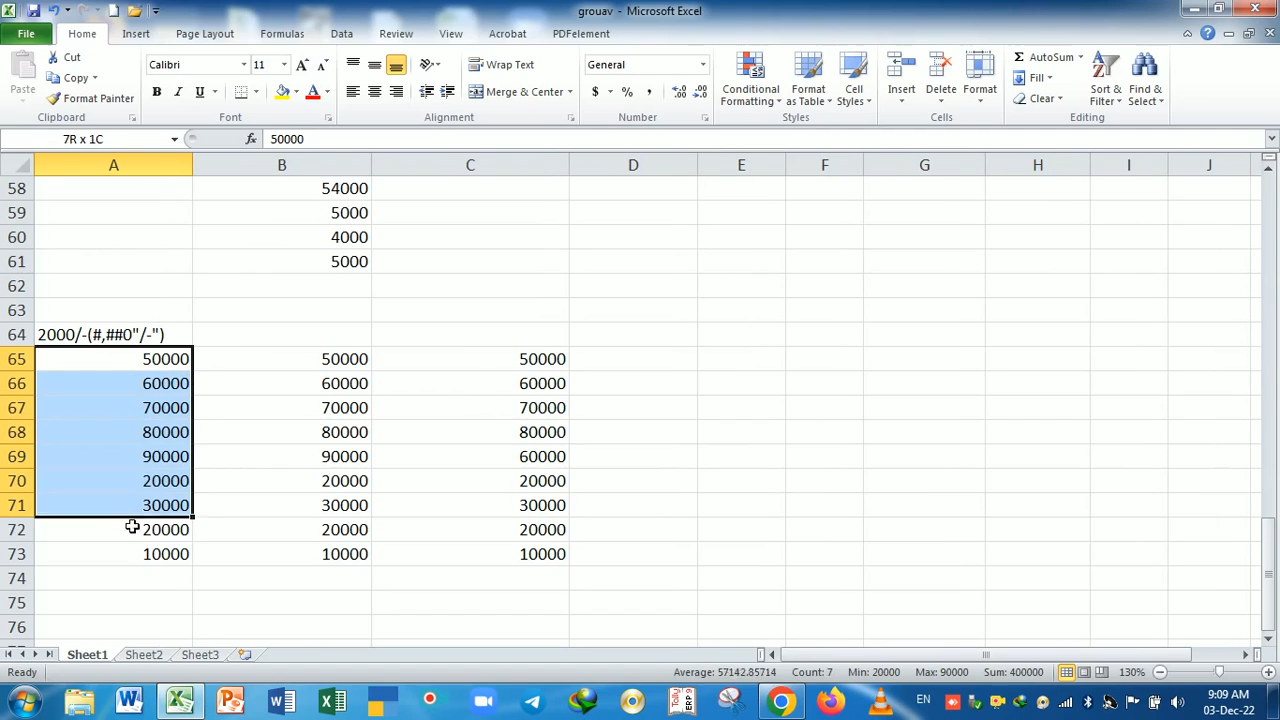 grouav - Microsoft Excel
File Home Insert Page Layout Formulas Data Review View Acrobat PDFelement
Paste Cut Copy Format Painter Clipboard
Calibri 11 B I U A Font
Wrap Text Merge & Center Alignment
General $ % , Number
Conditional Formatting Format as Table Cell Styles Styles
Insert Delete Format Cells
Σ AutoSum Fill Clear Sort & Filter Find & Select Editing
7R x 1C fx 50000
A B C D E F G H I J
58 54000
59 5000
60 4000
61 5000
62
63
64 2000/-(#,##0"/-")
65 50000 50000 50000
66 60000 60000 60000
67 70000 70000 70000
68 80000 80000 80000
69 90000 90000 60000
70 20000 20000 20000
71 30000 30000 30000
72 20000 20000 20000
73 10000 10000 10000
74
75
76
Sheet1 Sheet2 Sheet3
Ready Average: 57142.85714 Count: 7 Min: 20000 Max: 90000 Sum: 400000 130%
EN 9:09 AM
03-Dec-22